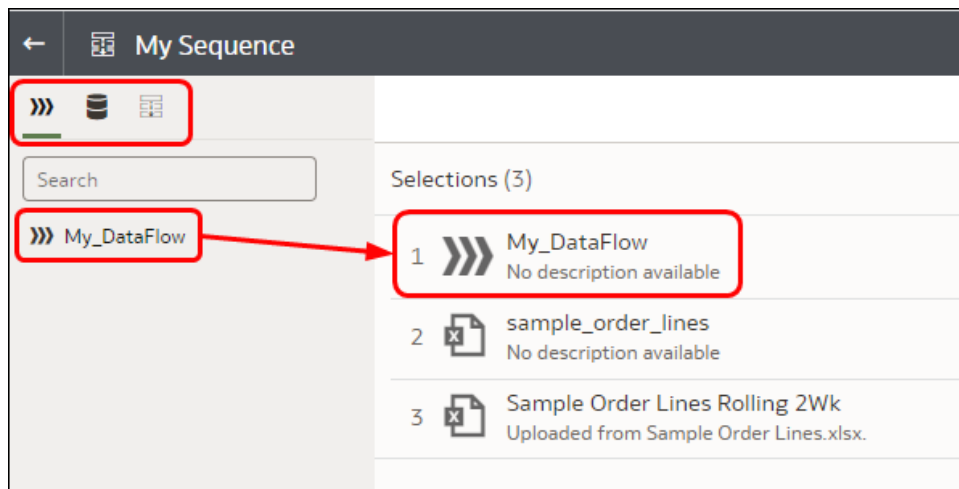 My Sequence
Search
My_DataFlow
Selections (3)
1 My_DataFlow
No description available
2 sample_order_lines
No description available
3 Sample Order Lines Rolling 2Wk
Uploaded from Sample Order Lines.xlsx.